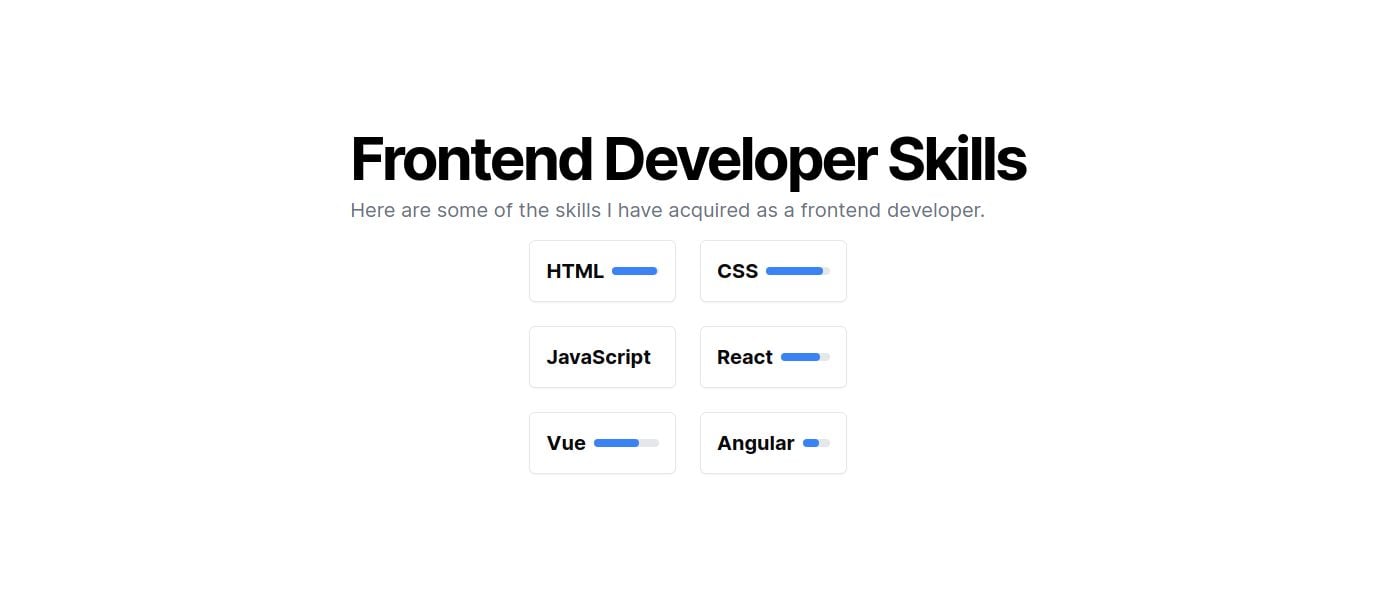 Frontend Developer Skills
Here are some of the skills I have acquired as a frontend developer.
HTML
CSS
JavaScript
React
Vue
Angular